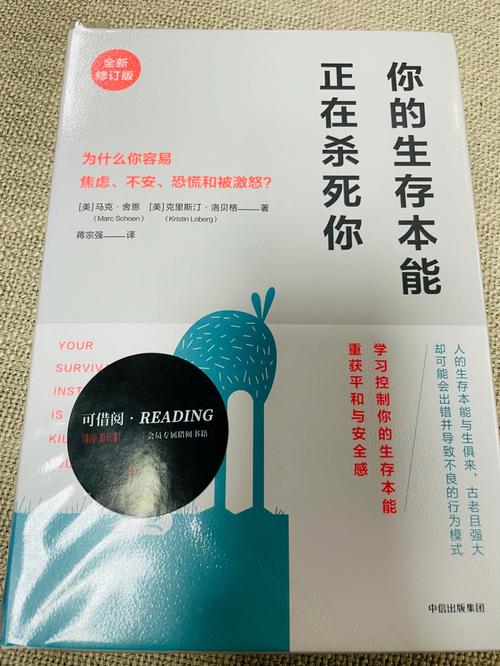 全新
修订版
你的生存本能
正在杀死你
为什么你容易
焦虑、不安、恐慌和被激怒?
[美]马克·舍恩 [美]克里斯汀·洛贝格 著
(Marc Schoen) (Kristin Loberg)
蒋宗强 译
YOUR
SURVIV
INST
IS
KIL
可借阅·READING
会员专属借阅书籍
人的生存本能与生俱来、古老且强大
却可能会出错并导致不良的行为模式
学习控制你的生存本能
重获平和与安全感
中信出版集团